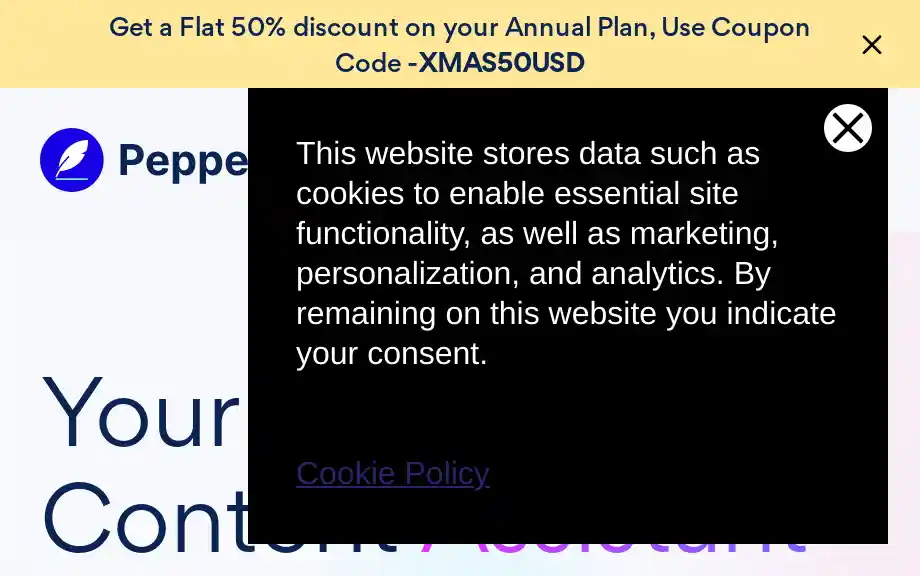 Get a Flat 50% discount on your Annual Plan, Use Coupon
Code -XMAS50USD
Peppe
This website stores data such as
cookies to enable essential site
functionality, as well as marketing,
personalization, and analytics. By
remaining on this website you indicate
your consent.
Cookie Policy
Your
Content Assistant